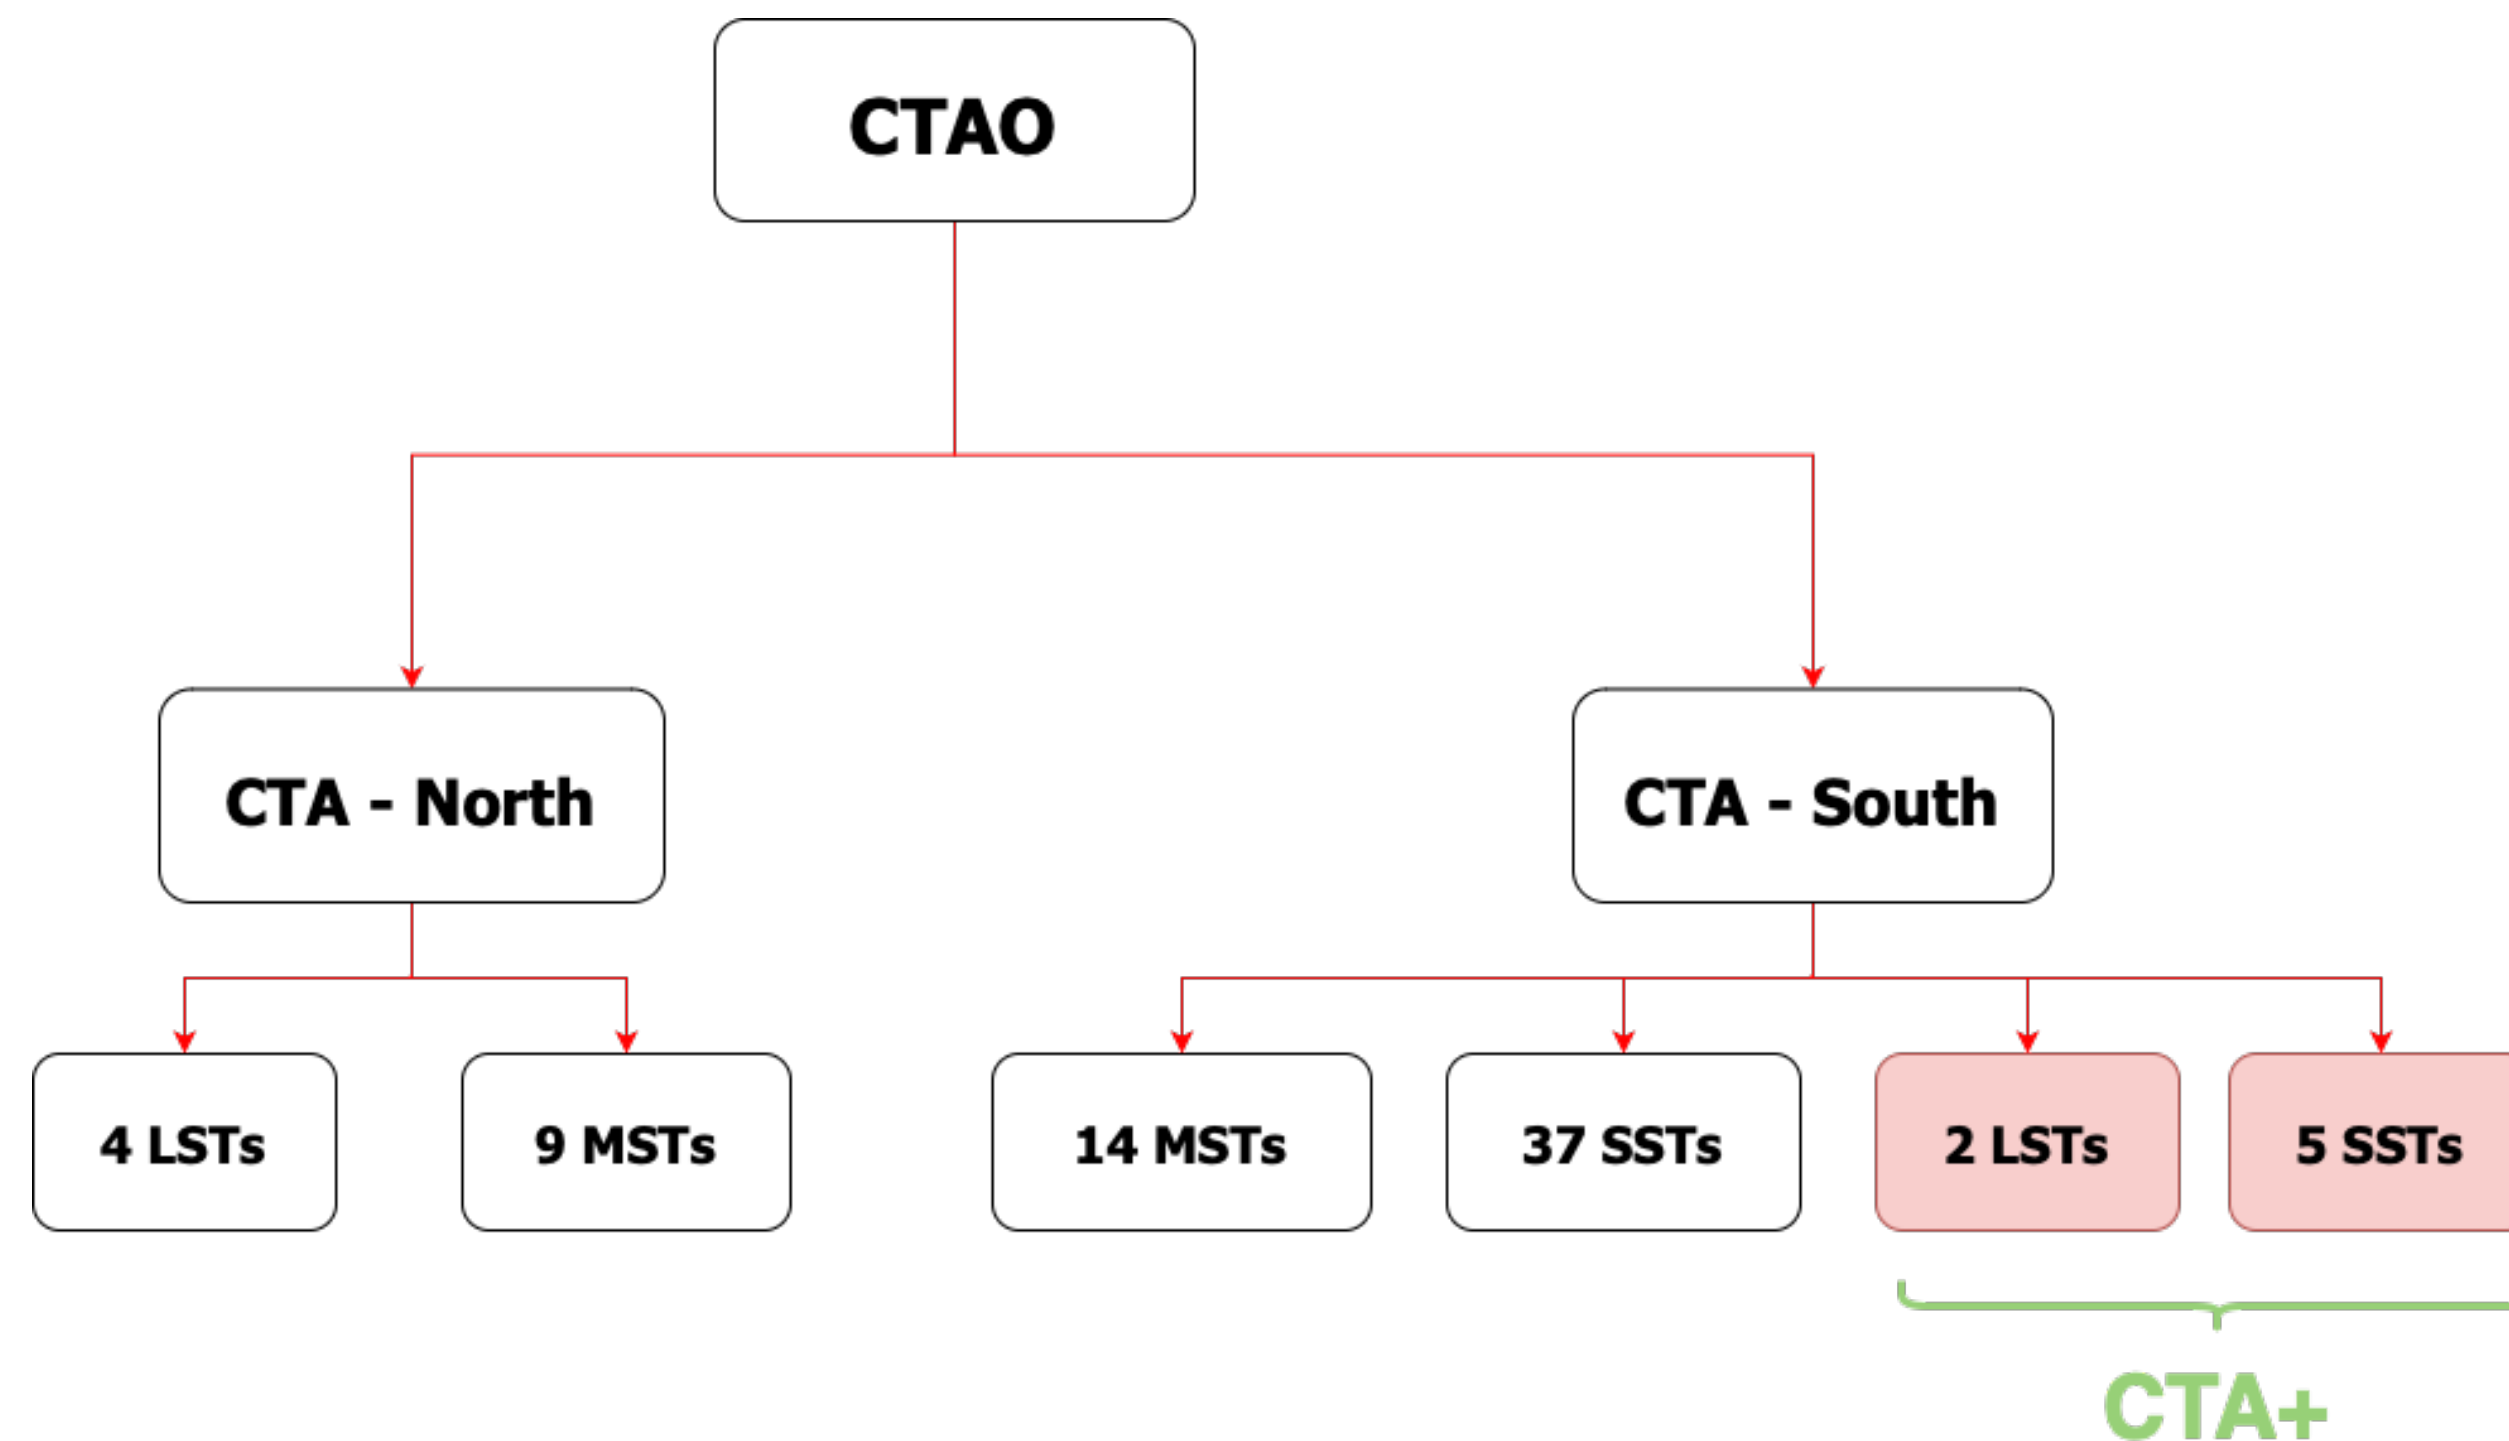 CTAO
CTA - North
CTA - South
4 LSTs
9 MSTs
14 MSTs
37 SSTs
2 LSTs
5 SSTs
CTA+